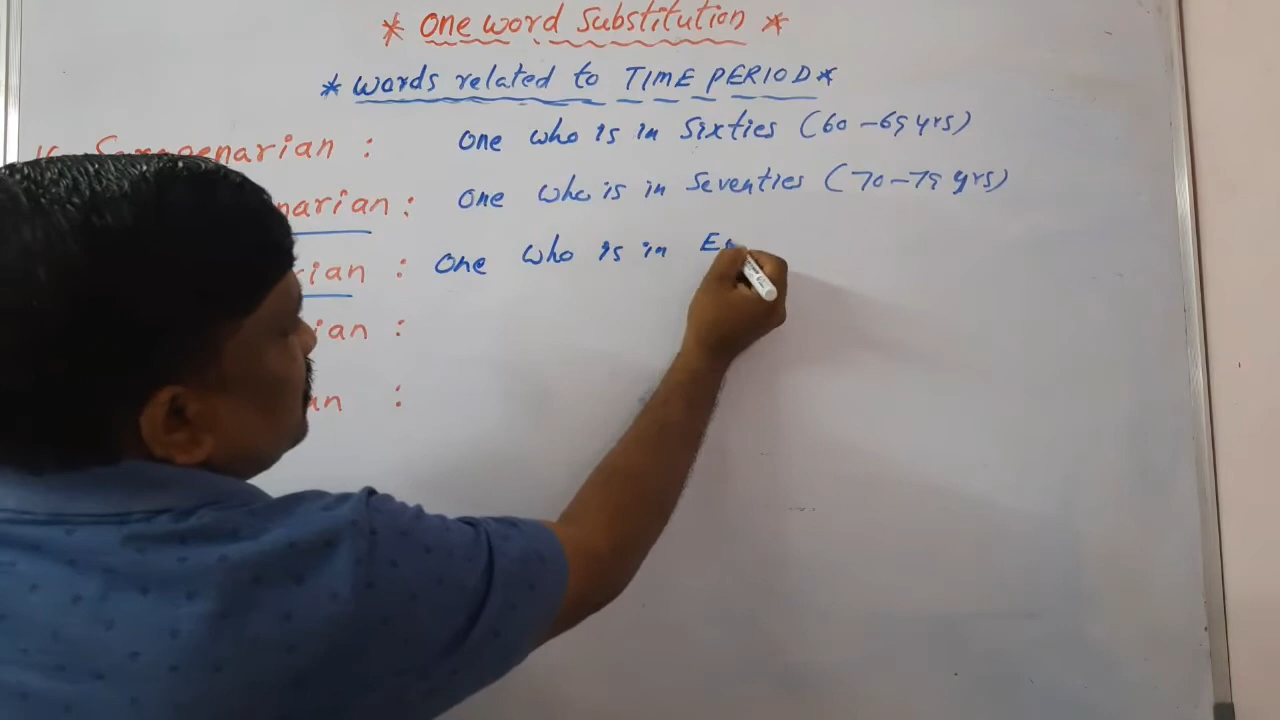 * One word Substitution *
* Words related to TIME PERIOD *
: One who is in Sixties (60-69 yrs)
narian : One who is in Seventies (70-79 yrs)
rian : One who is in
ian :
an :